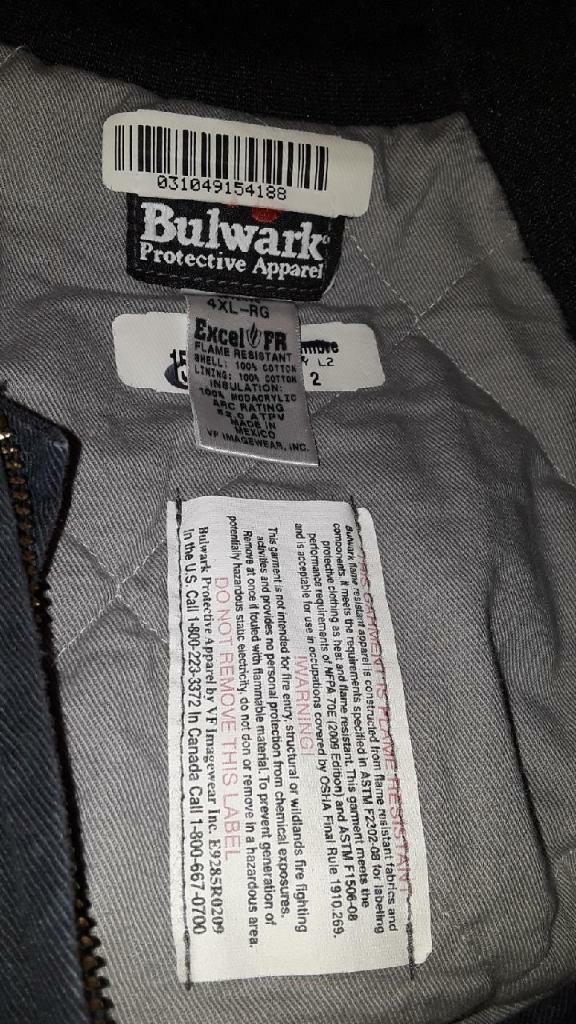 031049154188
Bulwark®
Protective Apparel
4XL-RG
Excel FR
FLAME RESISTANT
SHELL: 100% COTTON
LINING: 100% COTTON
INSULATION:
100% MODACRYLIC
ARC RATING
ATPV
MADE IN
MEXICO
VF IMAGEWEAR, INC.
L2
2
THIS GARMENT IS FLAME RESISTANT
Bulwark flame resistant apparel is constructed from flame resistant fabrics and
components. It meets the requirements specified in ASTM F2302-08 for labeling
protective clothing as heat and flame resistant. This garment meets the
performance requirements of NFPA 70E (2009 Edition) and ASTM F1506-08
and is acceptable for use in occupations covered by OSHA Final Rule 1910.269.
!WARNING!
This garment is not intended for fire entry, structural or wildlands fire fighting
activities and provides no personal protection from chemical exposures.
Remove at once if fouled with flammable material. To prevent generation of
potentially hazardous static electricity, do not don or remove in a hazardous area.
DO NOT REMOVE THIS LABEL
Bulwark Protective Apparel by VF Imagewear Inc. E9285R0209
In the U.S. Call 1-800-223-3372 In Canada Call 1-800-667-0700